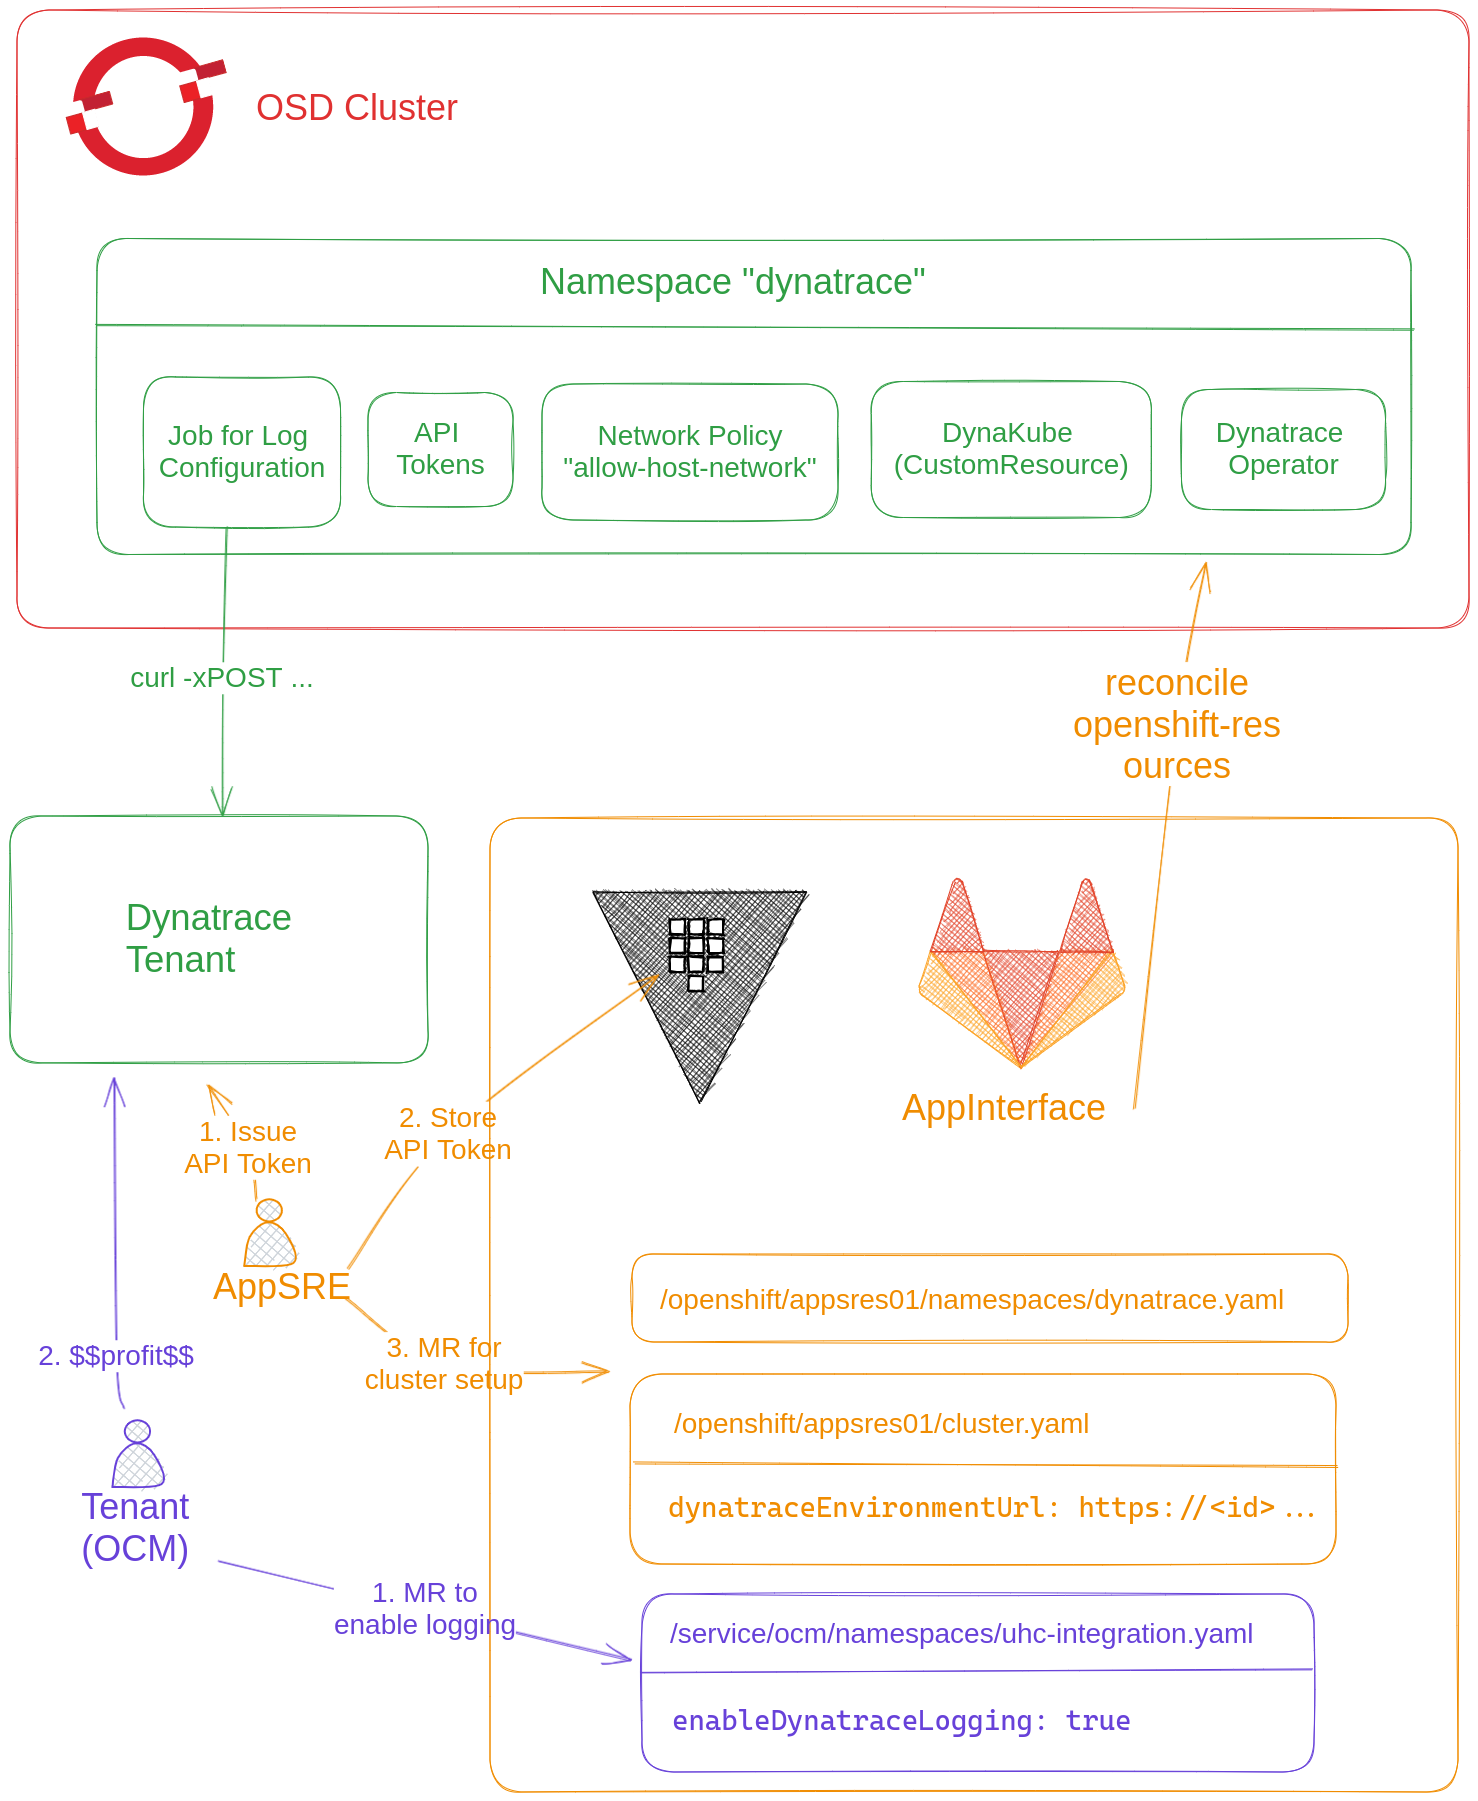 OSD Cluster
Namespace "dynatrace"
Job for Log
Configuration
API
Tokens
Network Policy
"allow-host-network"
DynaKube
(CustomResource)
Dynatrace
Operator
curl -xPOST ...
reconcile
openshift-res
ources
Dynatrace
Tenant
AppInterface
2. Store
API Token
1. Issue
API Token
AppSRE
3. MR for
cluster setup
2. $$profit$$
Tenant
(OCM)
1. MR to
enable logging
/openshift/appsres01/namespaces/dynatrace.yaml
/openshift/appsres01/cluster.yaml
dynatraceEnvironmentUrl: https://<id>...
/service/ocm/namespaces/uhc-integration.yaml
enableDynatraceLogging: true